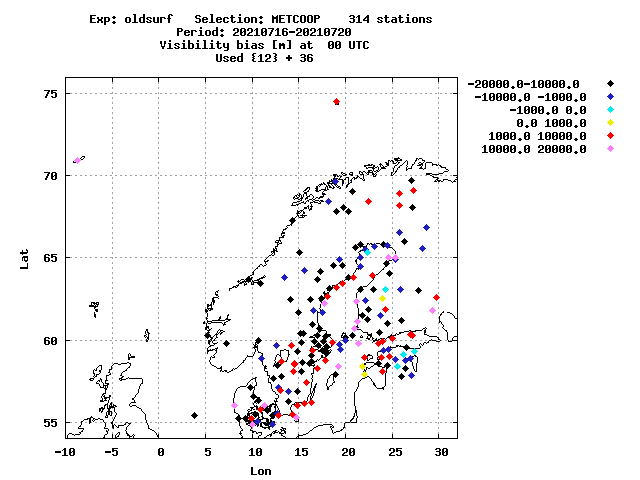 Exp: oldsurf   Selection: METCOOP    314 stations
Period: 20210716-20210720
Visibility bias [m] at  00 UTC
Used {12} + 36
-20000.0-10000.0
-10000.0 -1000.0
-1000.0 0.0
0.0 1000.0
1000.0 10000.0
10000.0 20000.0
75
70
65
60
55
Lat
-10 -5 0 5 10 15 20 25 30
Lon